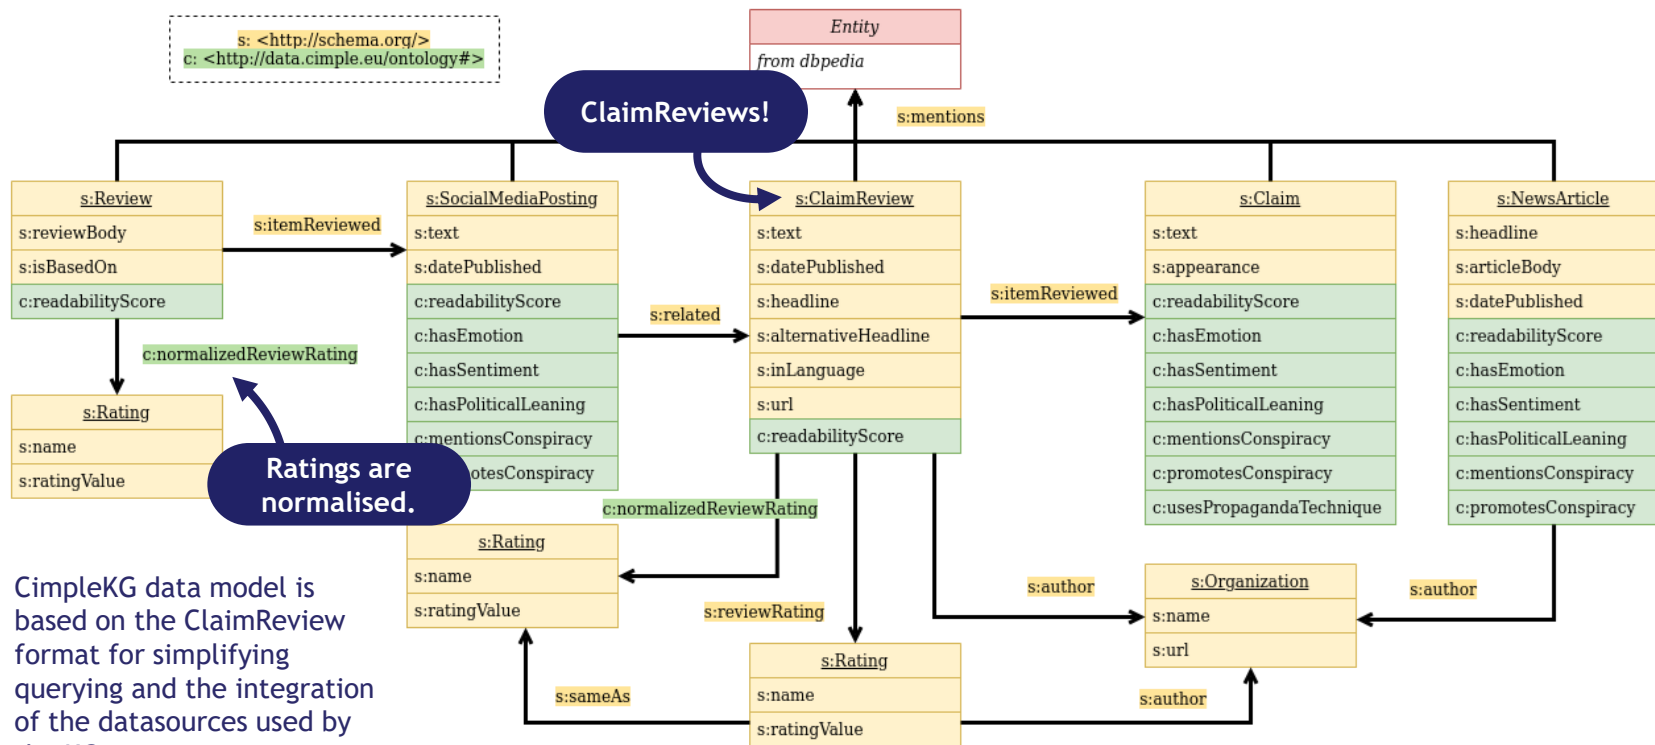 s: <http://schema.org/>
c: <http://data.cimple.eu/ontology#>
Entity
from dbpedia
ClaimReviews!
s:mentions
s:Review
s:reviewBody
s:isBasedOn
c:readabilityScore
s:itemReviewed
s:SocialMediaPosting
s:text
s:datePublished
c:readabilityScore
c:hasEmotion
c:hasSentiment
c:hasPoliticalLeaning
c:mentionsConspiracy
otesConspiracy
s:related
s:ClaimReview
s:text
s:datePublished
s:headline
s:alternativeHeadline
s:inLanguage
s:url
c:readabilityScore
s:itemReviewed
s:Claim
s:text
s:appearance
c:readabilityScore
c:hasEmotion
c:hasSentiment
c:hasPoliticalLeaning
c:mentionsConspiracy
c:promotesConspiracy
c:usesPropagandaTechnique
s:NewsArticle
s:headline
s:articleBody
s:datePublished
c:readabilityScore
c:hasEmotion
c:hasSentiment
c:hasPoliticalLeaning
c:mentionsConspiracy
c:promotesConspiracy
c:normalizedReviewRating
s:Rating
s:name
s:ratingValue
Ratings are
normalised.
c:normalizedReviewRating
s:Rating
s:name
s:ratingValue
s:reviewRating
s:author
s:Organization
s:name
s:url
s:author
s:sameAs
s:Rating
s:name
s:ratingValue
s:author
CimpleKG data model is
based on the ClaimReview
format for simplifying
querying and the integration
of the datasources used by